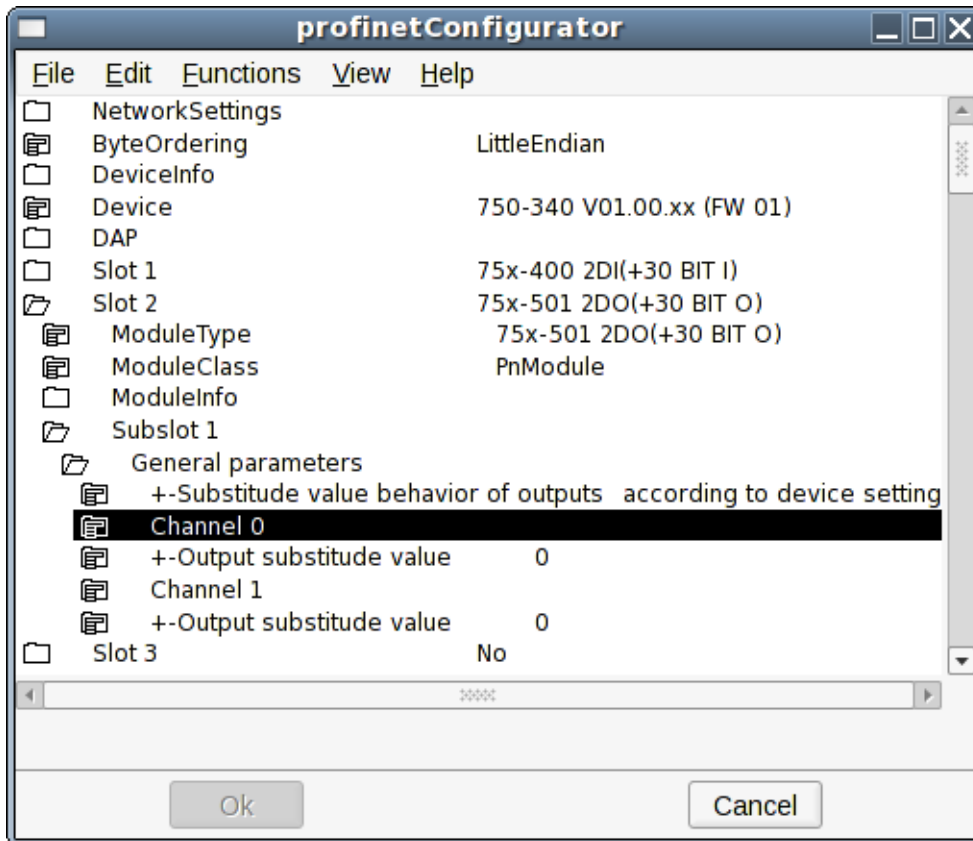 profinetConfigurator
File Edit Functions View Help
NetworkSettings
ByteOrdering LittleEndian
DeviceInfo
Device 750-340 V01.00.xx (FW 01)
DAP
Slot 1 75x-400 2DI(+30 BIT I)
Slot 2 75x-501 2DO(+30 BIT O)
ModuleType 75x-501 2DO(+30 BIT O)
ModuleClass PnModule
ModuleInfo
Subslot 1
General parameters
+-Substitude value behavior of outputs according to device setting
Channel 0
+-Output substitude value 0
Channel 1
+-Output substitude value 0
Slot 3 No
Ok Cancel